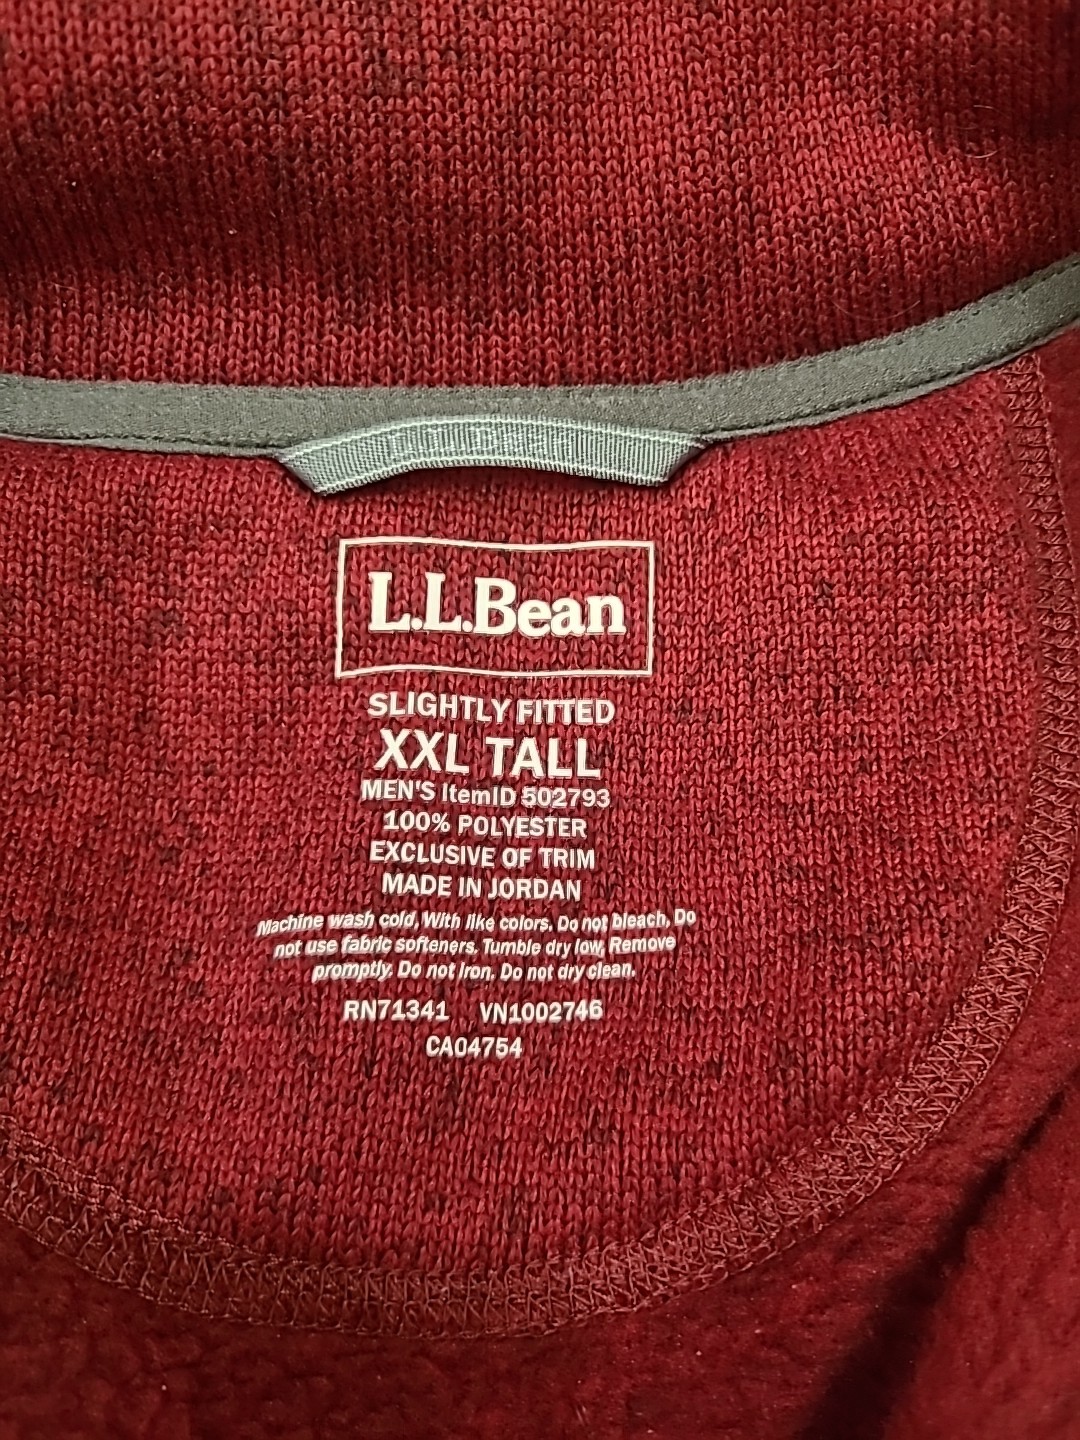 L.L.Bean
L.L.Bean
SLIGHTLY FITTED
XXL TALL
MEN'S ItemID 502793
100% POLYESTER
EXCLUSIVE OF TRIM
MADE IN JORDAN
Machine wash cold, With like colors. Do not bleach, Do
not use fabric softeners. Tumble dry low, Remove
promptly. Do not Iron. Do not dry clean.
RN71341 VN1002746
CA04754